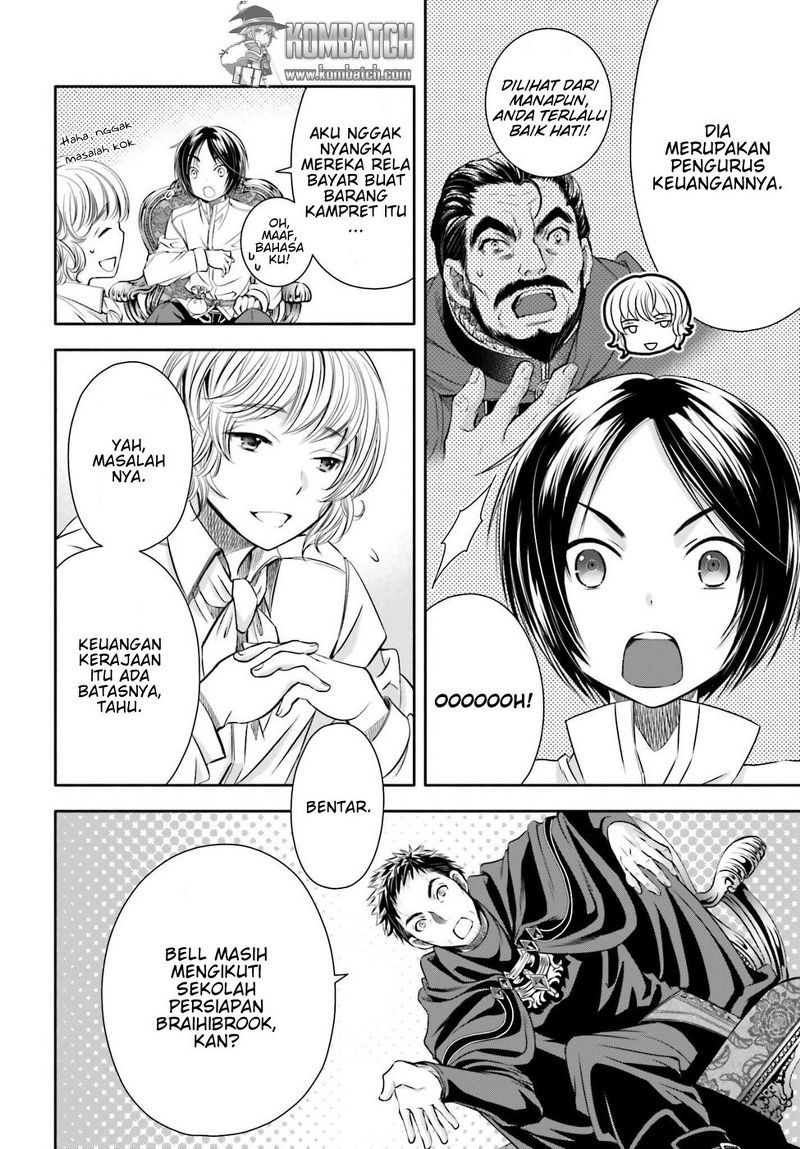 KOMBATCH
www.kombatch.com
DIA
MERUPAKAN
PENGURUS
KEUANGANNYA.
DILIHAT DARI
MANAPUN,
ANDA TERLALU
BAIK HATI!
OOOOOOH!
AKU NGGAK
NYANGKA
MEREKA RELA
BAYAR BUAT
BARANG
KAMPRET ITU
...
OH,
MAAF,
BAHASA
KU!
Haha, nggak
masalah kok
YAH,
MASALAH
NYA.
KEUANGAN
KERAJAAN
ITU ADA
BATASNYA,
TAHU.
BENTAR.
BELL MASIH
MENGIKUTI
SEKOLAH
PERSIAPAN
BRAIHIBROOK,
KAN?